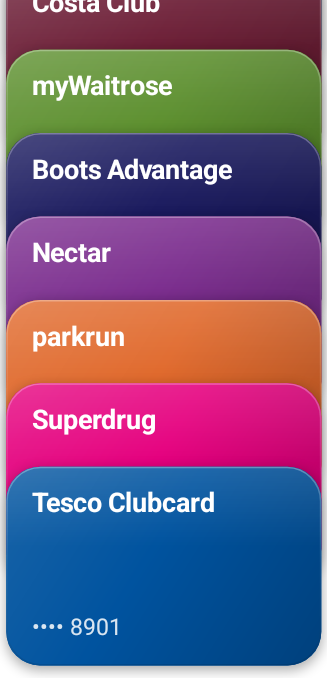 Costa Club
myWaitrose
Boots Advantage
Nectar
parkrun
Superdrug
Tesco Clubcard
•••• 8901